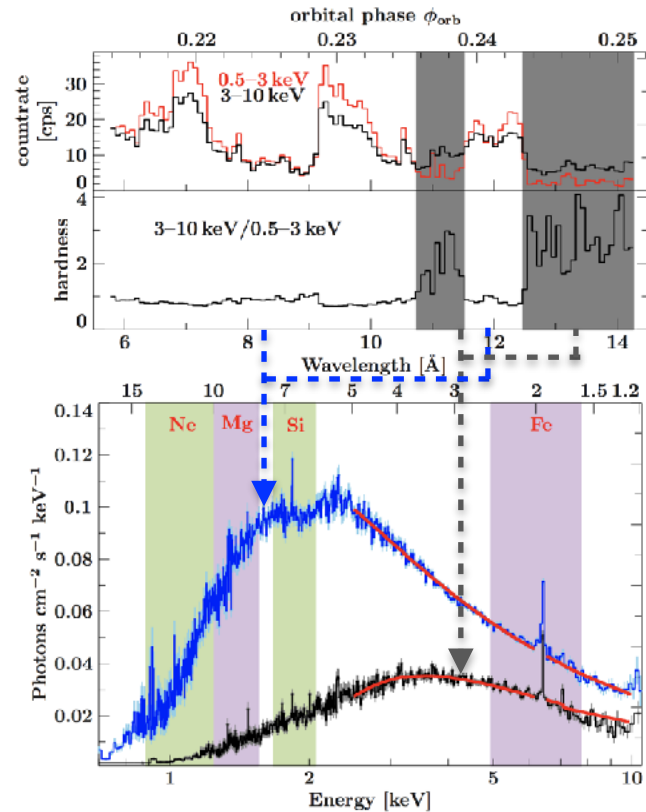 orbital phase ϕorb
0.22 0.23 0.24 0.25
countrate
[cps]
30
20
10
0
0.5–3 keV
3–10 keV
hardness
4
2
0
3–10 keV/0.5–3 keV
6 8 10 12 14
Wavelength [Å]
15 10 7 5 4 3 2 1.5 1.2
Photons cm−2 s−1 keV−1
0.14
0.12
0.1
0.08
0.06
0.04
0.02
Ne Mg Si Fe
1 2 5 10
Energy [keV]